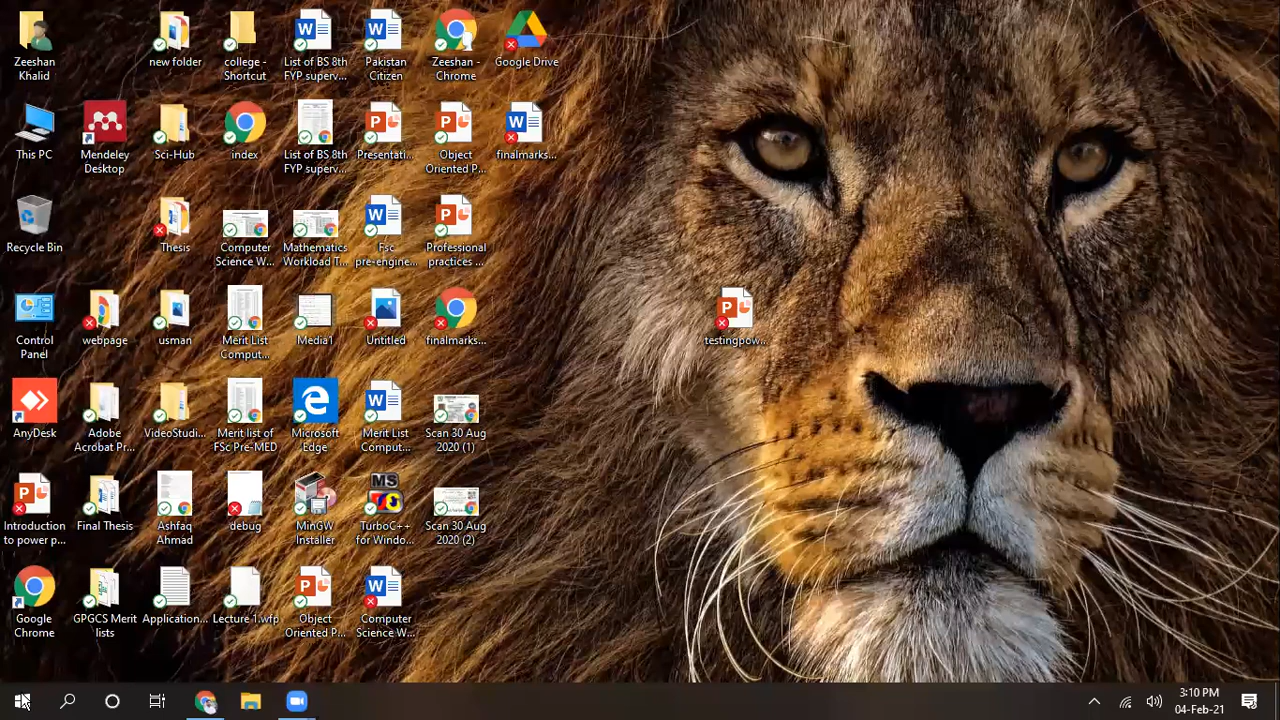 Zeeshan
Khalid
new folder
college -
Shortcut
List of BS 8th
FYP superv...
Pakistan
Citizen
Zeeshan -
Chrome
Google Drive
This PC
Mendeley
Desktop
Sci-Hub
index
List of BS 8th
FYP superv...
Presentati...
Object
Oriented P...
finalmarks...
Recycle Bin
Thesis
Computer
Science W...
Mathematics
Workload T...
Fsc
pre-engine...
Professional
practices ...
Control
Panel
webpage
usman
Merit List
Comput...
Media1
Untitled
finalmarks...
testingpow...
AnyDesk
Adobe
Acrobat Pr...
VideoStudi...
Merit list of
FSc Pre-MED
Microsoft
Edge
Merit List
Comput...
Scan 30 Aug
2020 (1)
Introduction
to power p...
Final Thesis
Ashfaq
Ahmad
debug
MinGW
Installer
MS
TurboC++
for Windo...
Scan 30 Aug
2020 (2)
Google
Chrome
GPGCS Merit
lists
Application...
Lecture 1.wfp
Object
Oriented P...
Computer
Science W...
3:10 PM
04-Feb-21